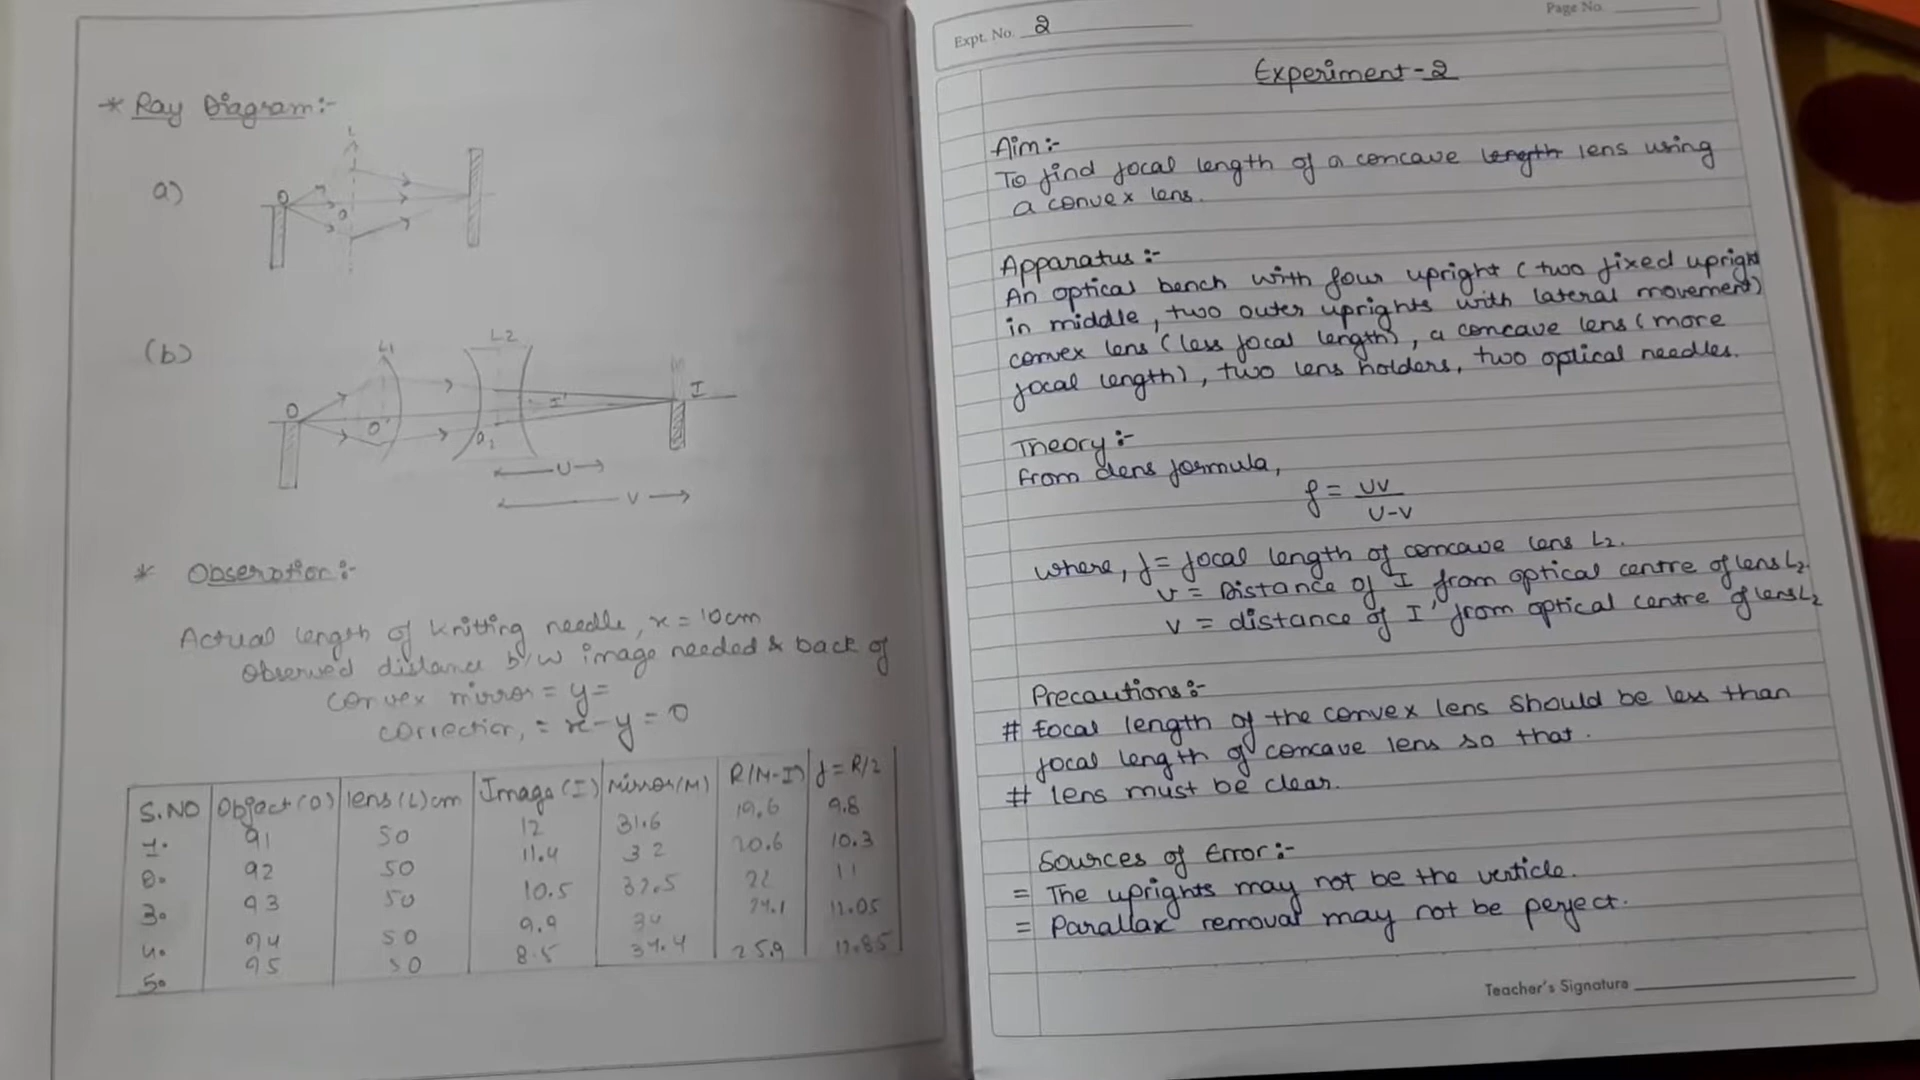 * Ray Diagram:-
a)
L
O
O
(b)
L1
L2
O
O'
O2
I'
I
U
V
* Obserotion:-
Actual length of knitting needle, x = 10cm
Observed distance b/w image needed & back of
convex mirror = y =
correction, = x-y = 0
S.NO Object(O) lens(L)cm Image(I) Mirror(M) R(M-I) f=R/2
1. 91 50 12 31.6 19.6 9.8
2. 92 50 11.4 32 20.6 10.3
3. 93 50 10.5 32.5 22 11
4. 94 50 9.9 34 24.1 12.05
5. 95 50 8.5 34.4 25.9 12.85
Expt. No. 2
Page No.
Experiment-2
Aim:-
To find focal length of a concave length lens using
a convex lens.
Apparatus:-
An optical bench with four upright (two fixed upright
in middle, two outer uprights with lateral movement)
convex lens (less focal length), a concave lens (more
focal length), two lens holders, two optical needles.
Theory:-
from lens formula,
f = UV
U-V
where, f = focal length of concave lens L2.
v = Distance of I from optical centre of lens L2.
v = distance of I' from optical centre of lens L2
Precautions:-
# focal length of the convex lens should be less than
focal length of concave lens so that.
# lens must be clear.
Sources of Error:-
= The uprights may not be the verticle.
= Parallax removal may not be perfect.
Teacher's Signature